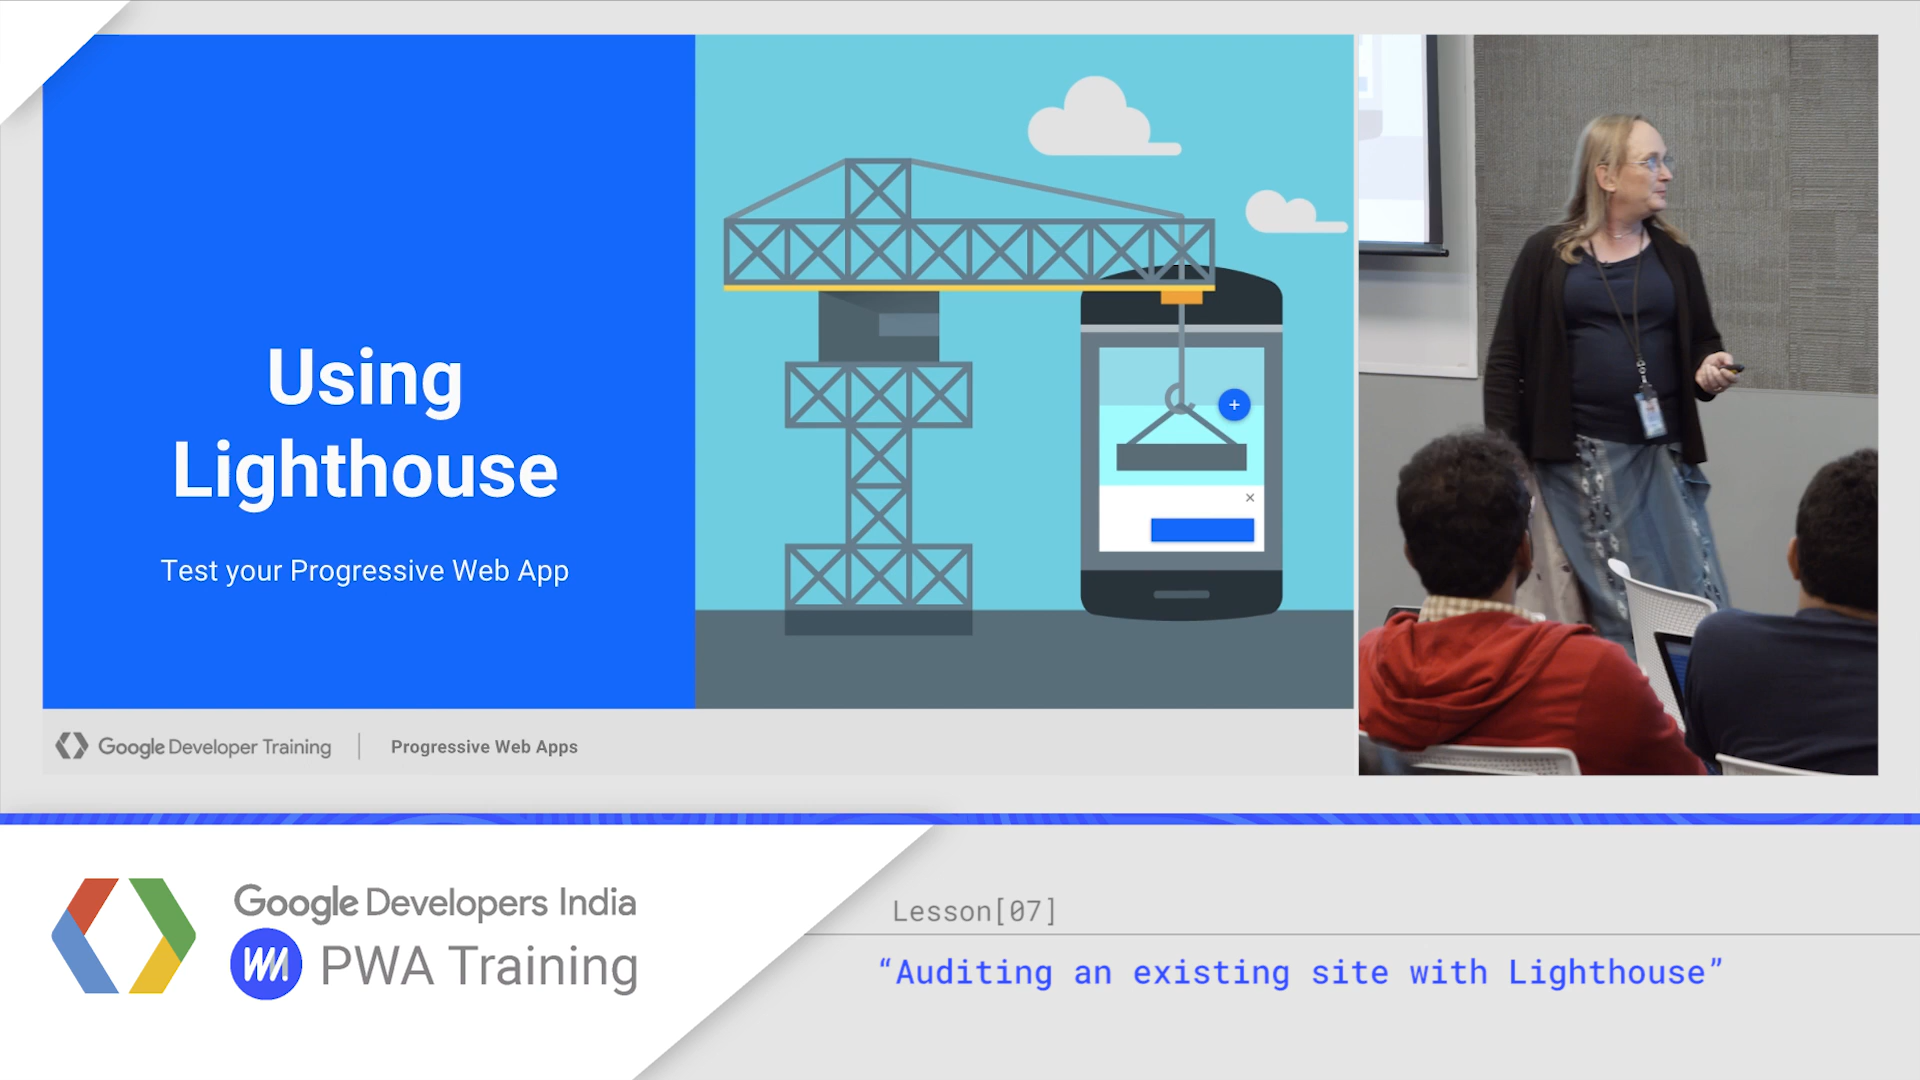 Using
Lighthouse
Test your Progressive Web App
Google Developer Training
Progressive Web Apps
Google Developers India
PWA Training
Lesson[07]
“Auditing an existing site with Lighthouse”